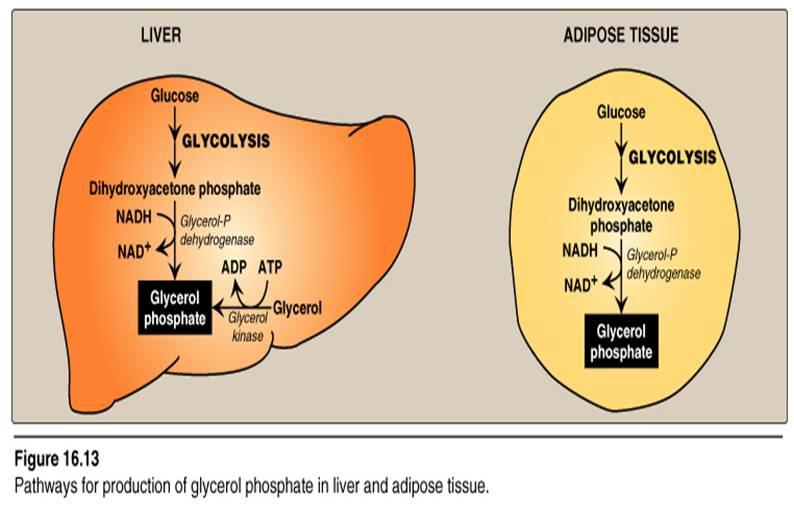 LIVER
Glucose
GLYCOLYSIS
Dihydroxyacetone phosphate
NADH
Glycerol-P
dehydrogenase
NAD+
ADP ATP
Glycerol
phosphate
Glycerol
Glycerol
kinase
ADIPOSE TISSUE
Glucose
GLYCOLYSIS
Dihydroxyacetone
phosphate
NADH
Glycerol-P
dehydrogenase
NAD+
Glycerol
phosphate
Figure 16.13
Pathways for production of glycerol phosphate in liver and adipose tissue.